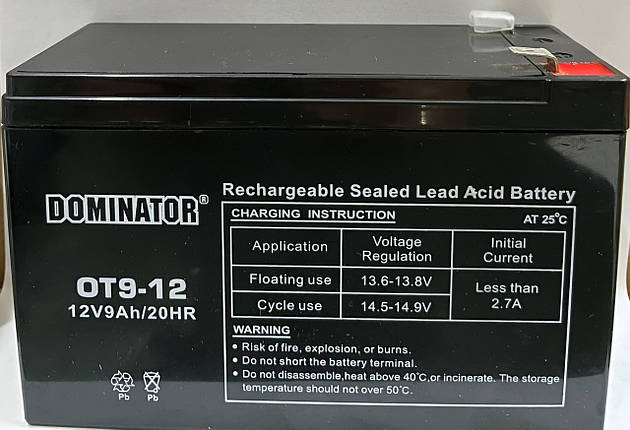 DOMINATOR®
OT9-12
12V9Ah/20HR
Pb Pb
Rechargeable Sealed Lead Acid Battery
CHARGING INSTRUCTION AT 25°C
Application Voltage Regulation Initial Current
Floating use 13.6-13.8V Less than 2.7A
Cycle use 14.5-14.9V
WARNING
• Risk of fire, explosion, or burns.
• Do not short the battery terminal.
• Do not disassemble,heat above 40°C,or incinerate. The storage
temperature should not over 50°C.